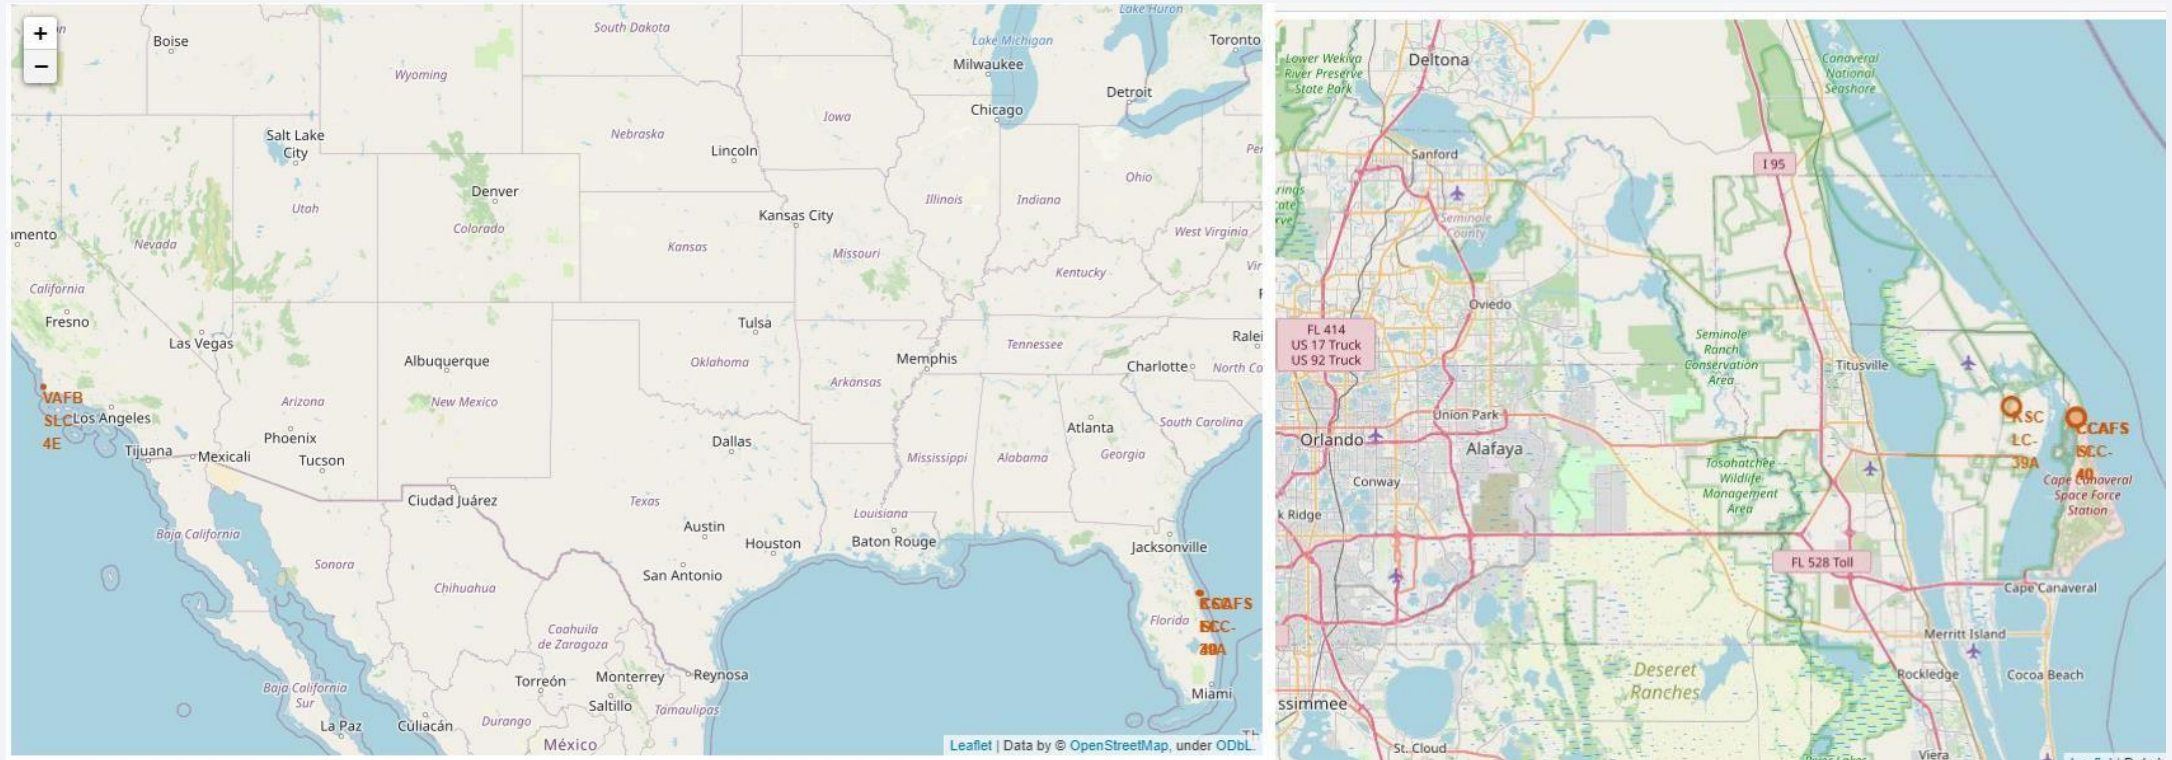 +
−
Boise
South Dakota
Lake Huron
Wyoming
Lake Michigan
Toronto
Milwaukee
Chicago
Detroit
Iowa
Nebraska
Salt Lake
City
Lincoln
Denver
Ohio
Utah
Colorado
Illinois
Indiana
Kansas City
Nevada
Kansas
Missouri
West Virginia
Kentucky
California
Fresno
Las Vegas
Tulsa
Tennessee
Albuquerque
Oklahoma
Memphis
Charlotte
Arkansas
VAFB
SLC-
4E
Los Angeles
Arizona
New Mexico
Phoenix
Tucson
Tijuana
Mexicali
Dallas
Atlanta
South Carolina
Mississippi
Alabama
Georgia
Ciudad Juárez
Texas
Louisiana
Baja California
Austin
Houston
Baton Rouge
Jacksonville
Sonora
Chihuahua
San Antonio
Florida
Coahuila
de Zaragoza
Torreón
Monterrey
Reynosa
Saltillo
Miami
Baja California
Sur
La Paz
Culiacán
Durango
Tamaulipas
México
Leaflet | Data by © OpenStreetMap, under ODbL.
Lower Wekiva
River Preserve
State Park
Deltona
Canaveral
National
Seashore
Sanford
I 95
Seminole
County
Oviedo
FL 414
US 17 Truck
US 92 Truck
Seminole
Ranch
Conservation
Area
Titusville
Union Park
Orlando
Alafaya
KSC
LC-
39A
CCAFS
SLC-
40
Conway
Tosohatchee
Wildlife
Management
Area
Cape Canaveral
Space Force
Station
k Ridge
FL 528 Toll
Cape Canaveral
Merritt Island
Deseret
Ranches
Rockledge
Cocoa Beach
ssimmee
St. Cloud
Viera